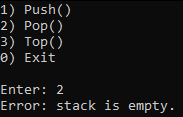 1) Push()
2) Pop()
3) Top()
0) Exit
Enter: 2
Error: stack is empty.